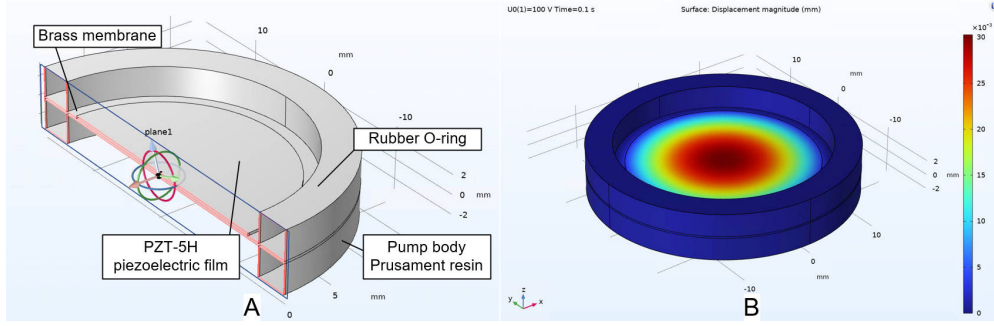 Brass membrane
10
mm
0
-10
plane1
Rubber O-ring
2
0 mm
-2
PZT-5H
piezoelectric film
Pump body
Prusament resin
5
mm
0
A
U0(1)=100 V Time=0.1 s
Surface: Displacement magnitude (mm)
×10⁻³
30
25
20
15
10
5
0
10
mm
0
-10
2
0 mm
-2
10
0
mm
-10
z
y
x
B